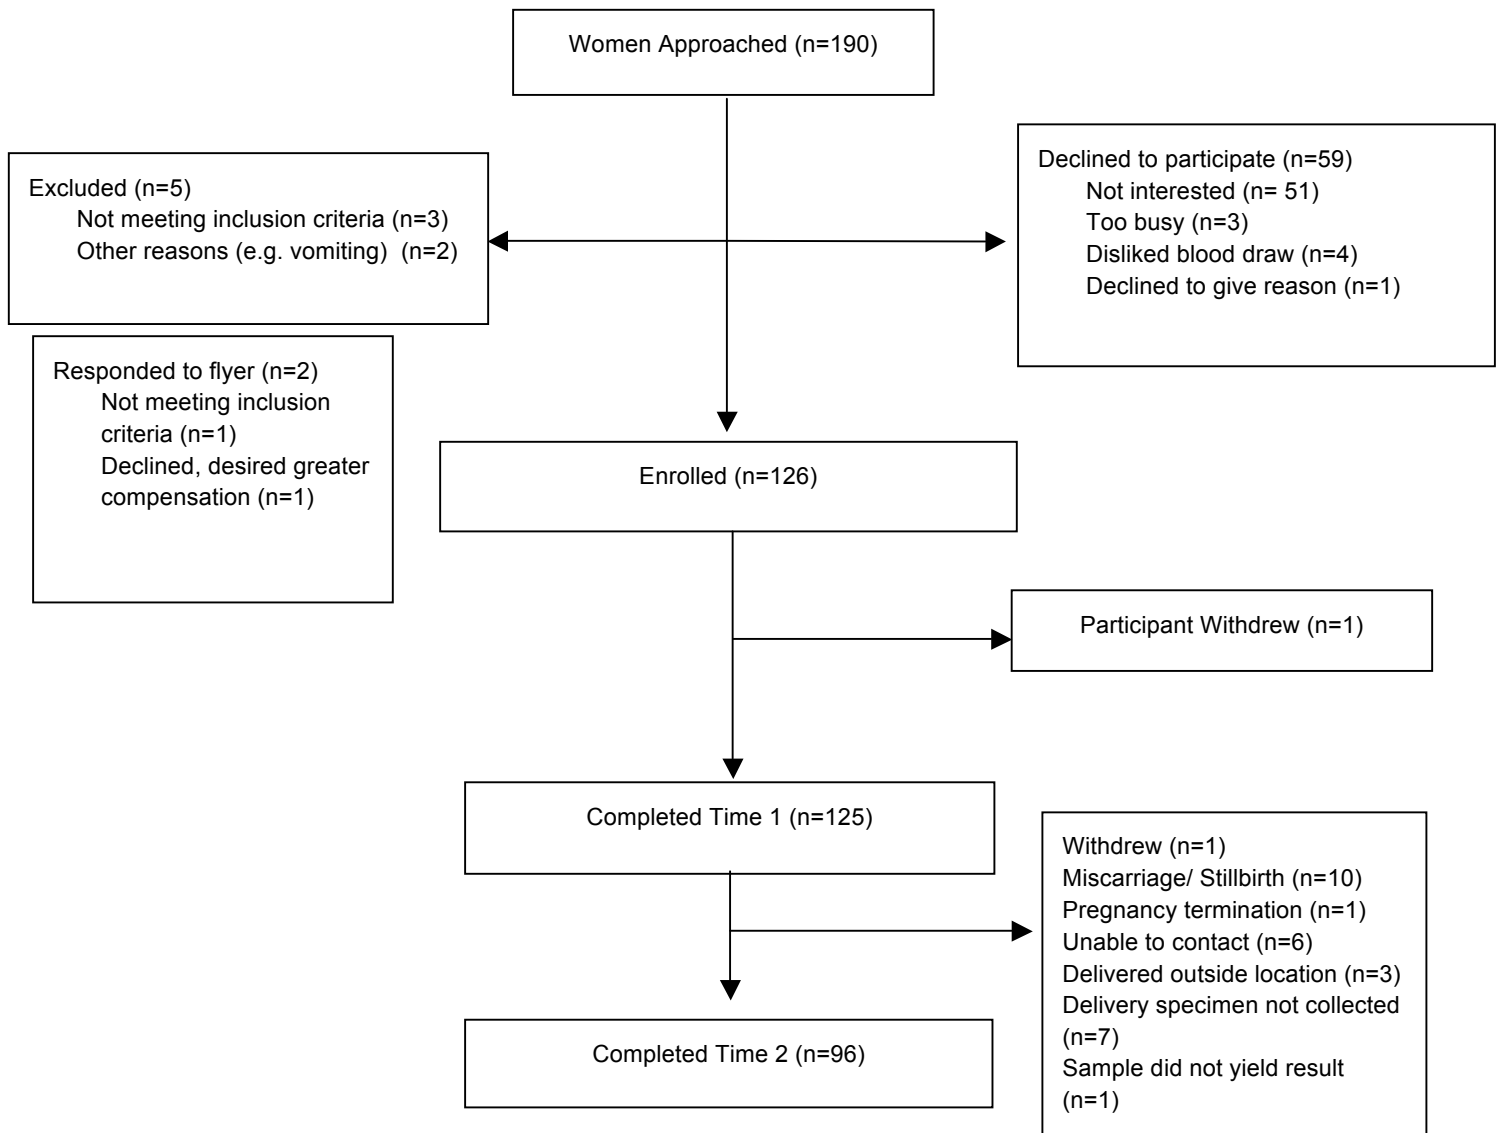 Women Approached (n=190)
Excluded (n=5)
Not meeting inclusion criteria (n=3)
Other reasons (e.g. vomiting)  (n=2)
Declined to participate (n=59)
Not interested (n= 51)
Too busy (n=3)
Disliked blood draw (n=4)
Declined to give reason (n=1)
Responded to flyer (n=2)
Not meeting inclusion
criteria (n=1)
Declined, desired greater
compensation (n=1)
Enrolled (n=126)
Participant Withdrew (n=1)
Completed Time 1 (n=125)
Withdrew (n=1)
Miscarriage/ Stillbirth (n=10)
Pregnancy termination (n=1)
Unable to contact (n=6)
Delivered outside location (n=3)
Delivery specimen not collected
(n=7)
Sample did not yield result
(n=1)
Completed Time 2 (n=96)